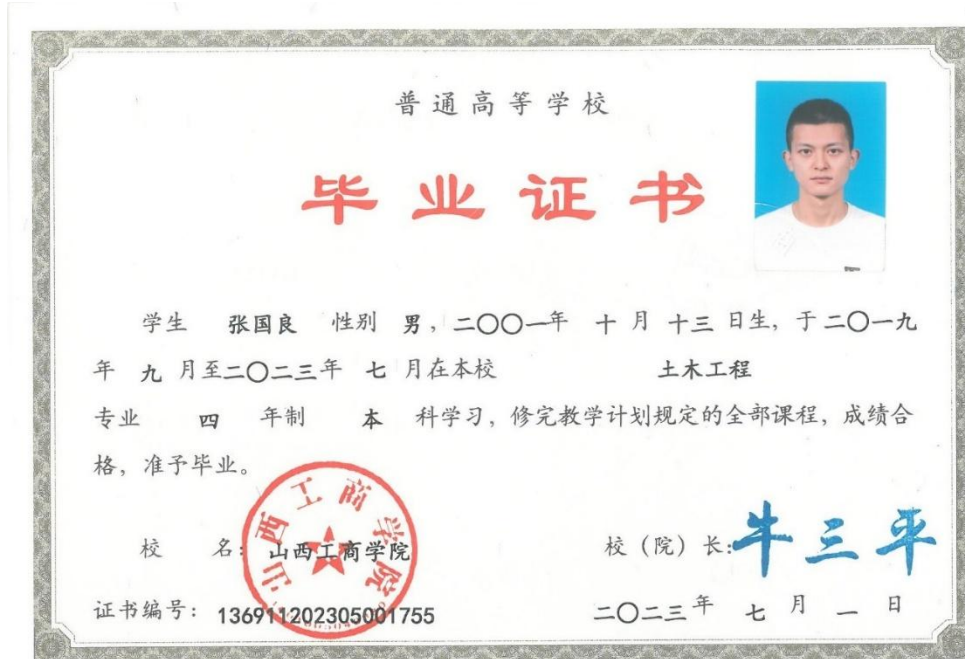 普通高等学校
毕业证书
学生 张国良 性别 男，二〇〇一年 十 月 十三 日生，于二〇一九
年 九 月至二〇二三年 七 月在本校 土木工程
专业 四 年制 本 科学习，修完教学计划规定的全部课程，成绩合
格，准予毕业。
山西工商学院
校 名：山西工商学院
校（院）长：牛三平
证书编号：136911202305001755
二〇二三年 七 月 一 日